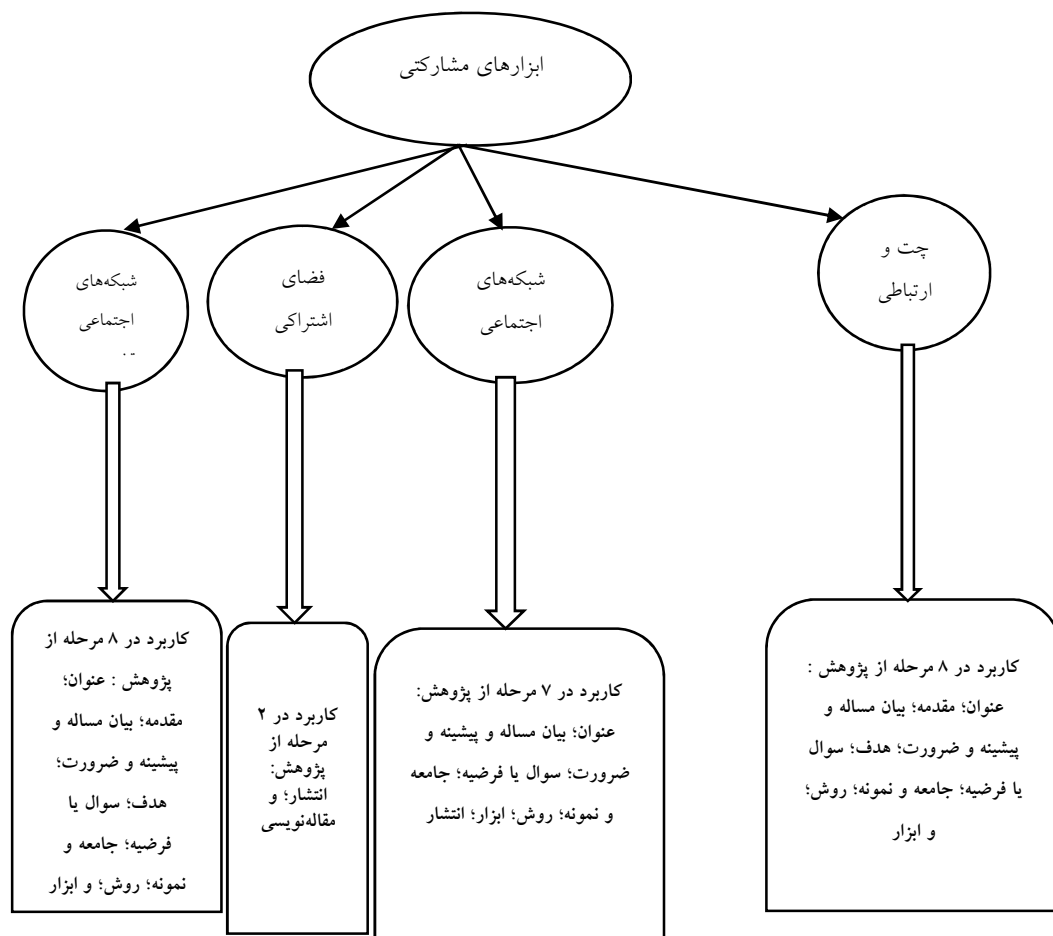 ابزارهای مشارکتی
چت و
ارتباطی
شبکه‌های
اجتماعی
فضای
اشتراکی
شبکه‌های
اجتماعی
کاربرد در ۸ مرحله از پژوهش :
عنوان؛ مقدمه؛ بیان مساله و
پیشینه و ضرورت؛ هدف؛ سوال
یا فرضیه؛ جامعه و نمونه؛ روش؛
و ابزار
کاربرد در ۷ مرحله از پژوهش:
عنوان؛ بیان مساله و پیشینه و
ضرورت؛ سوال یا فرضیه؛ جامعه
و نمونه؛ روش؛ ابزار؛ انتشار
کاربرد در ۲
مرحله از
پژوهش:
انتشار؛ و
مقاله‌نویسی
کاربرد در ۸ مرحله از
پژوهش : عنوان؛
مقدمه؛ بیان مساله و
پیشینه و ضرورت؛
هدف؛ سوال یا
فرضیه؛ جامعه و
نمونه؛ روش؛ و ابزار